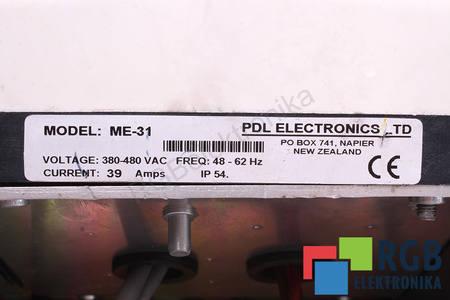 MODEL: ME-31
PDL ELECTRONICS LTD
PO BOX 741, NAPIER
NEW ZEALAND
VOLTAGE: 380-480 VAC FREQ: 48 - 62 Hz
CURRENT: 39 Amps IP 54.
CE
RGB
ELEKTRONIKA